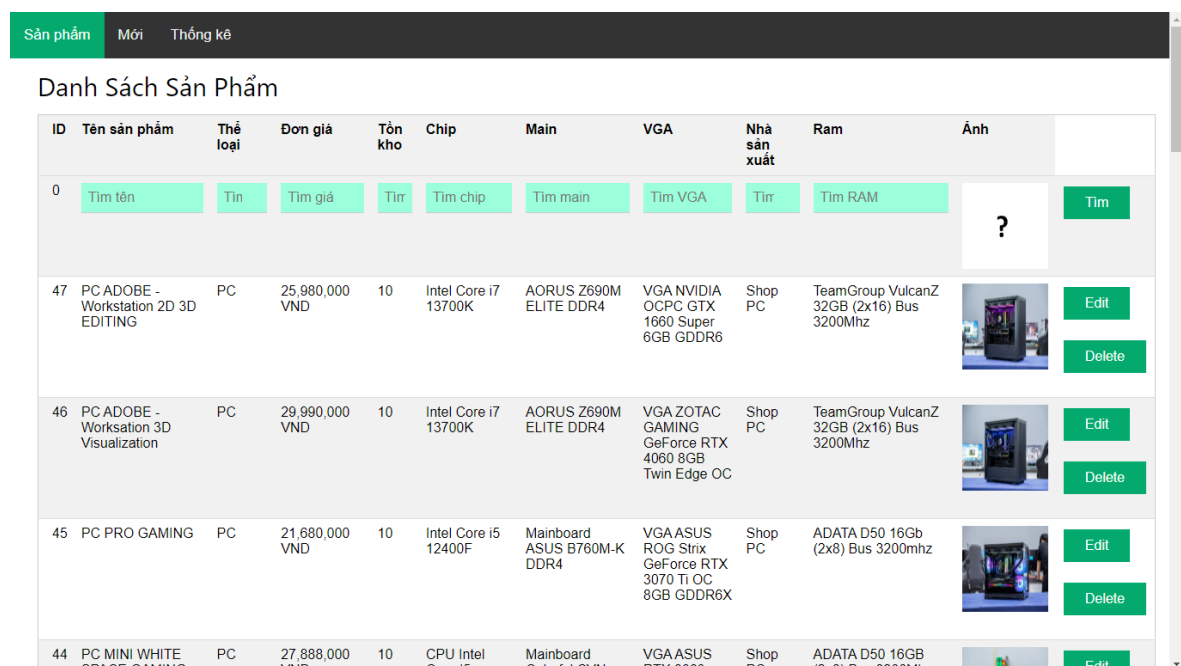 Sản phẩm Mới Thống kê
Danh Sách Sản Phẩm
ID Tên sản phẩm Thể loại Đơn giá Tồn kho Chip Main VGA Nhà sản xuất Ram Ảnh
0 Tìm tên Tìn Tìm giá Tìrr Tìm chip Tìm main Tìm VGA Tìrr Tìm RAM ? Tìm
47 PC ADOBE - Workstation 2D 3D EDITING PC 25,980,000 VND 10 Intel Core i7 13700K AORUS Z690M ELITE DDR4 VGA NVIDIA OCPC GTX 1660 Super 6GB GDDR6 Shop PC TeamGroup VulcanZ 32GB (2x16) Bus 3200Mhz Edit
Delete
46 PC ADOBE - Worksation 3D Visualization PC 29,990,000 VND 10 Intel Core i7 13700K AORUS Z690M ELITE DDR4 VGA ZOTAC GAMING GeForce RTX 4060 8GB Twin Edge OC Shop PC TeamGroup VulcanZ 32GB (2x16) Bus 3200Mhz Edit
Delete
45 PC PRO GAMING PC 21,680,000 VND 10 Intel Core i5 12400F Mainboard ASUS B760M-K DDR4 VGA ASUS ROG Strix GeForce RTX 3070 Ti OC 8GB GDDR6X Shop PC ADATA D50 16Gb (2x8) Bus 3200mhz Edit
Delete
44 PC MINI WHITE PC 27,888,000 10 CPU Intel Mainboard VGA ASUS Shop ADATA D50 16GB Edit